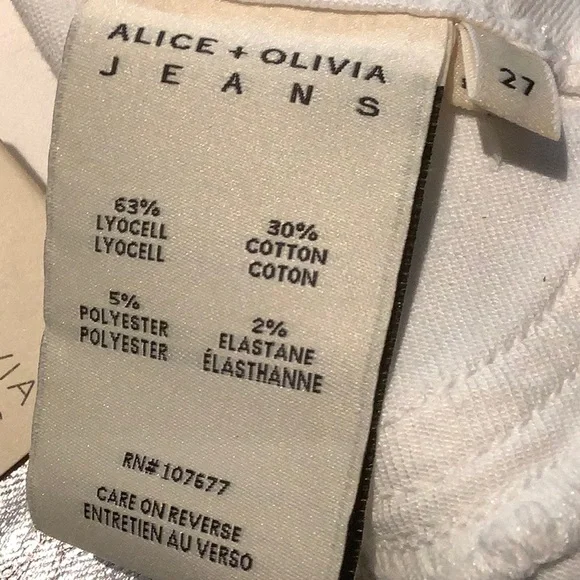 ALICE + OLIVIA
J E A N S
27
63%
LYOCELL
LYOCELL
30%
COTTON
COTON
5%
POLYESTER
POLYESTER
2%
ELASTANE
ÉLASTHANNE
RN# 107677
CARE ON REVERSE
ENTRETIEN AU VERSO
VIA